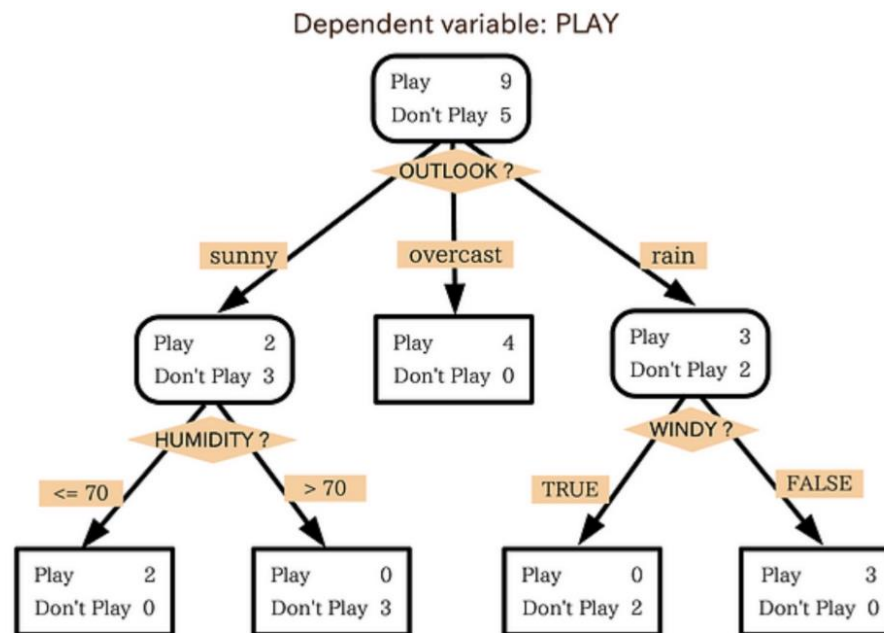 Dependent variable: PLAY
Play 9
Don't Play 5
OUTLOOK ?
sunny
overcast
rain
Play 2
Don't Play 3
Play 4
Don't Play 0
Play 3
Don't Play 2
HUMIDITY ?
WINDY ?
<= 70
> 70
TRUE
FALSE
Play 2
Don't Play 0
Play 0
Don't Play 3
Play 0
Don't Play 2
Play 3
Don't Play 0